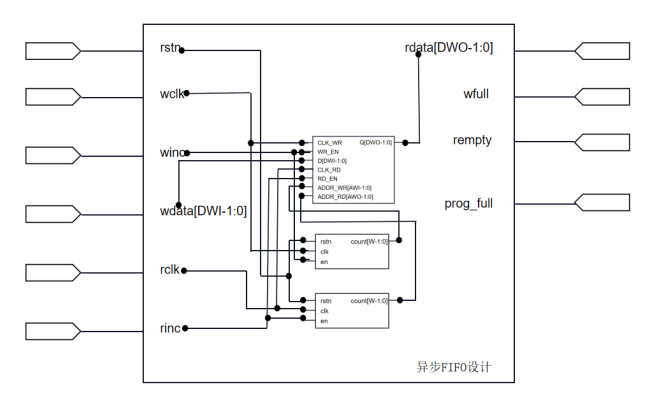 rstn
wclk
winc
wdata[DWI-1:0]
rclk
rinc
CLK_WR
WR_EN
D[DWI-1:0]
CLK_RD
RD_EN
ADDR_WR[AWI-1:0]
ADDR_RD[AWO-1:0]
Q[DWO-1:0]
rstn
clk
en
count[W-1:0]
rstn
clk
en
count[W-1:0]
rdata[DWO-1:0]
wfull
rempty
prog_full
异步FIFO设计